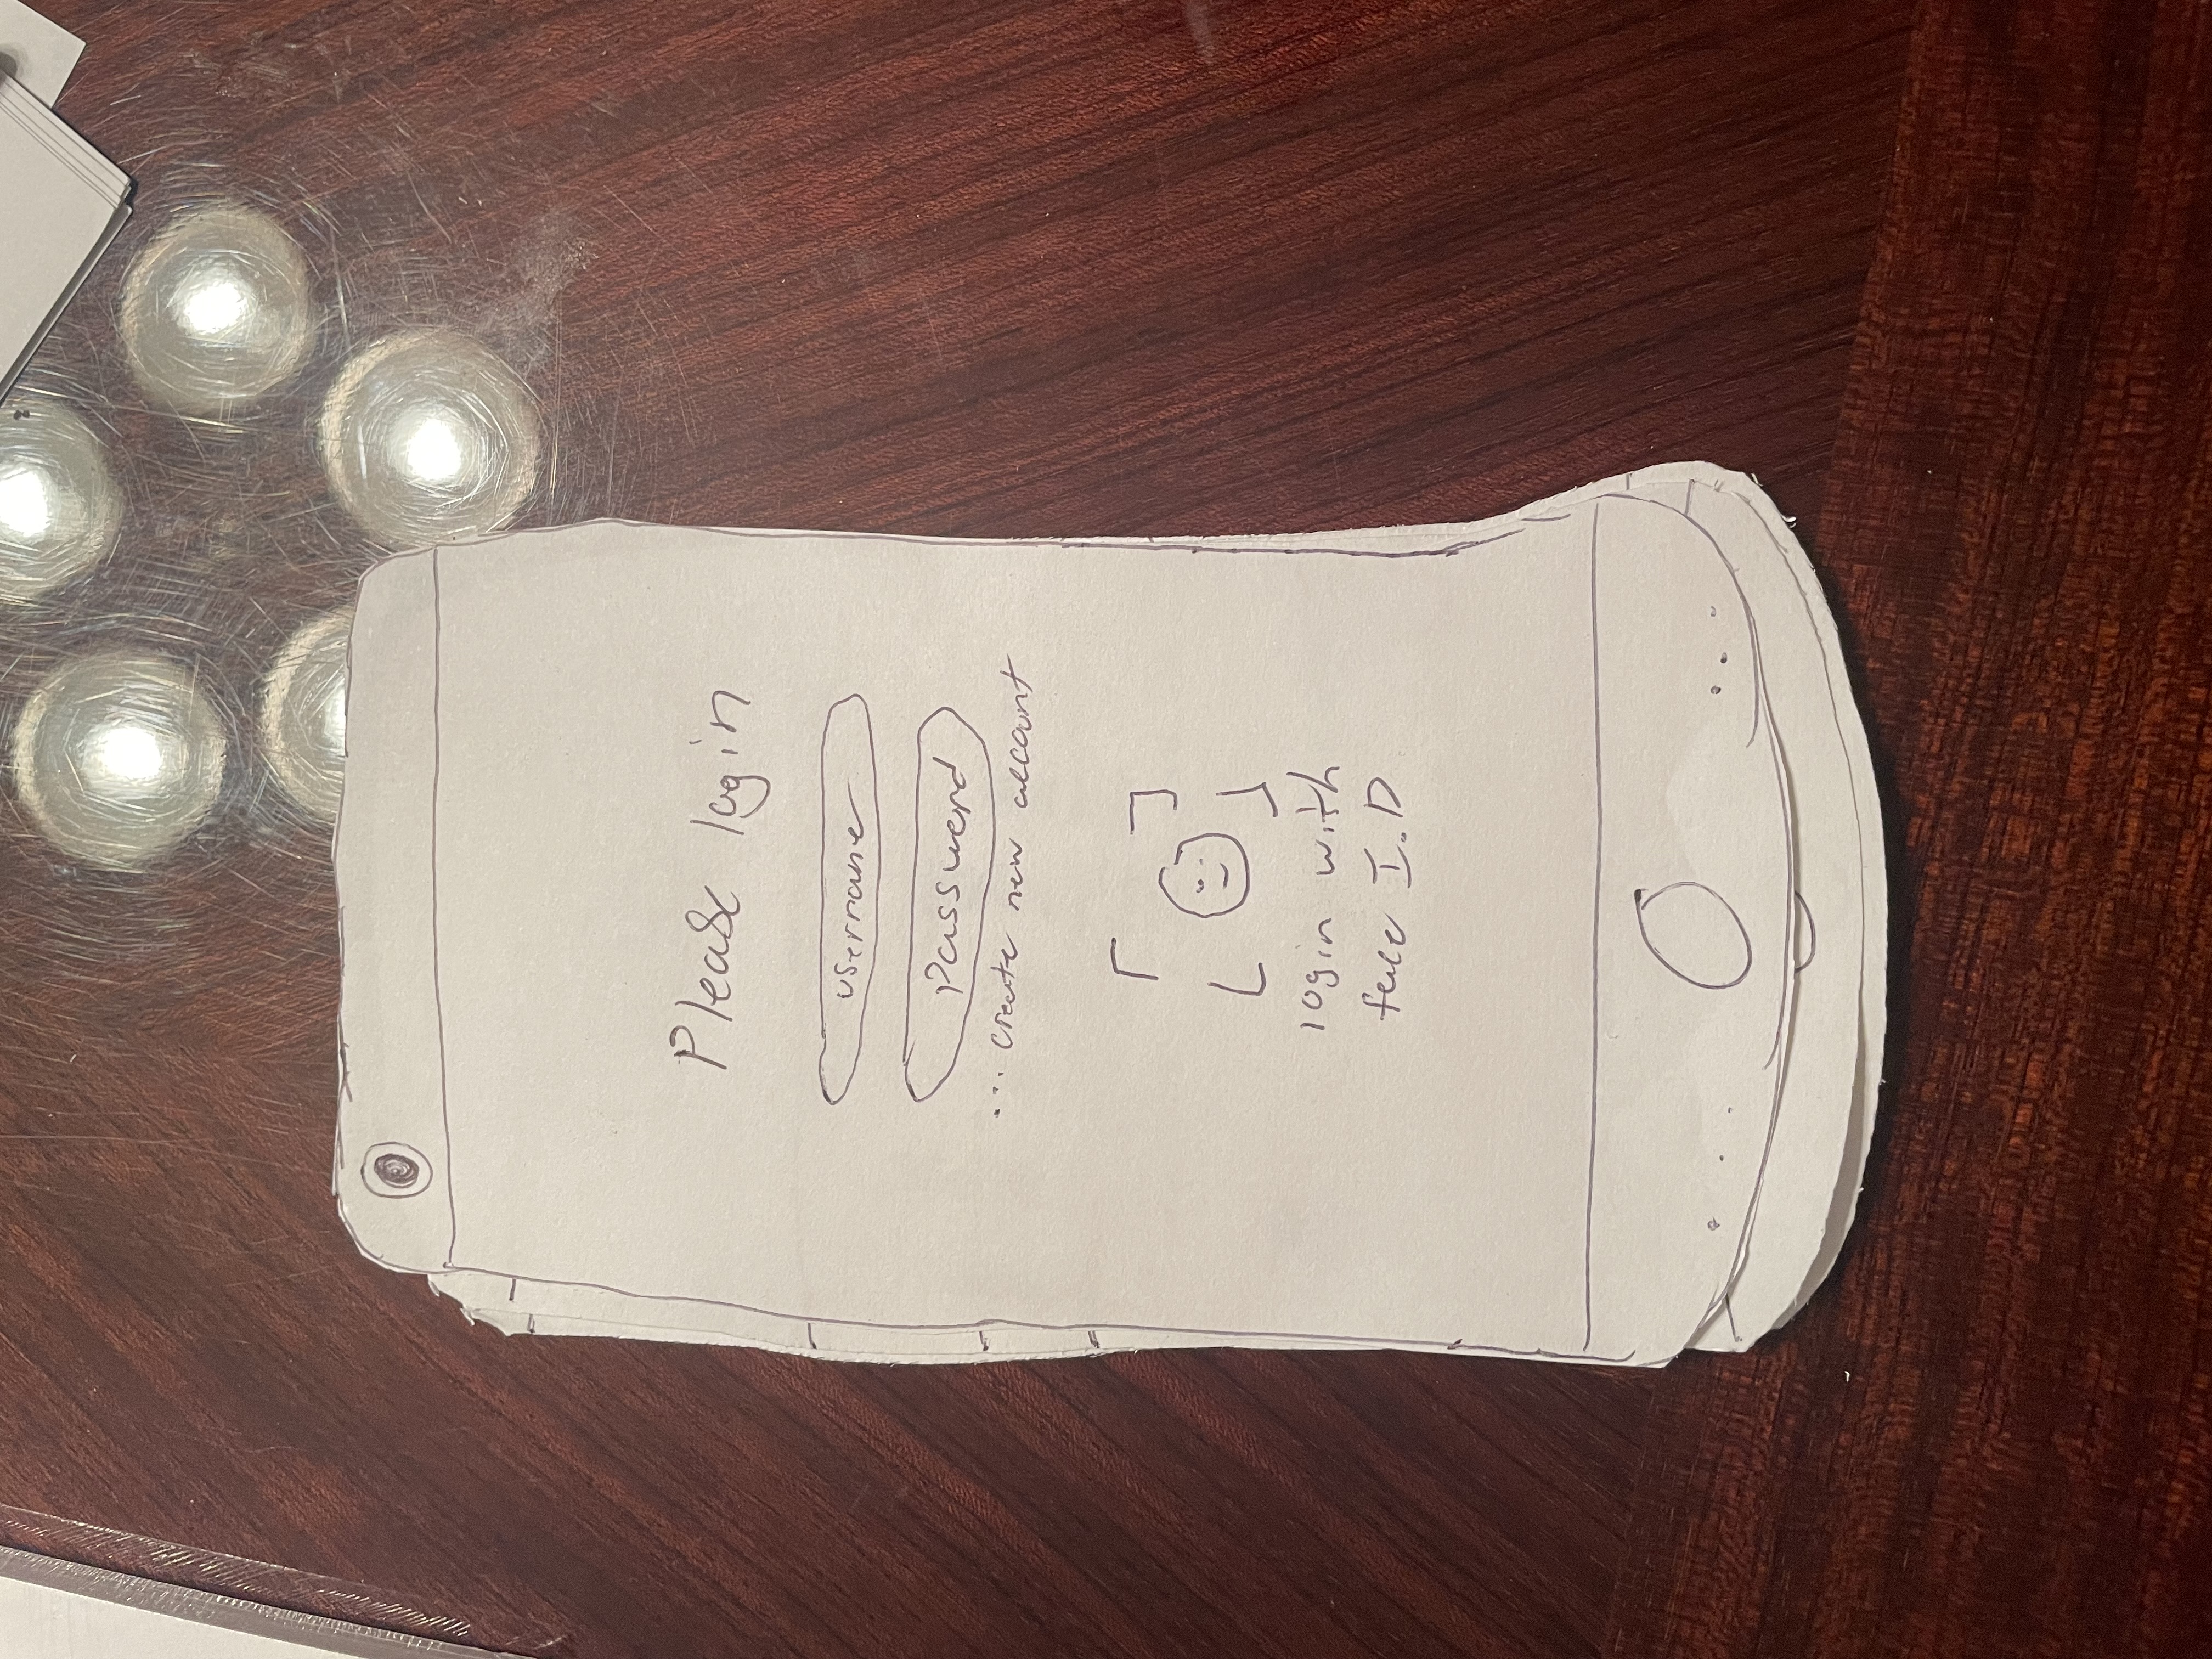 Please login
username
password
... create new account
login with
face I.D